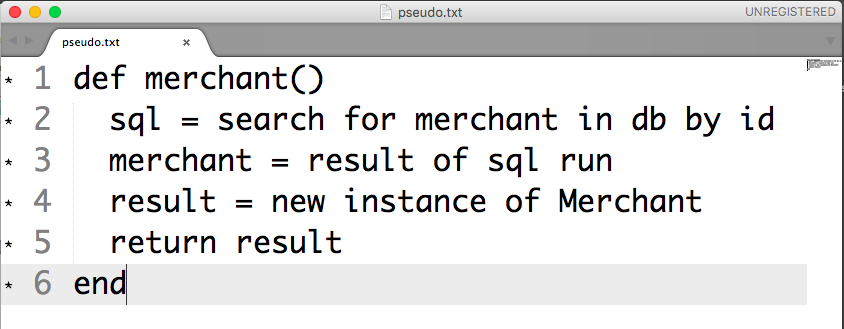 pseudo.txt
UNREGISTERED
pseudo.txt ×
* 1 def merchant()
* 2 sql = search for merchant in db by id
* 3 merchant = result of sql run
* 4 result = new instance of Merchant
* 5 return result
* 6 end